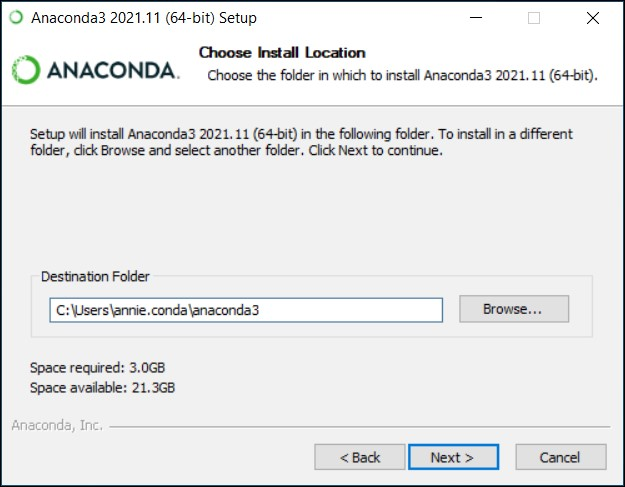 Anaconda3 2021.11 (64-bit) Setup
ANACONDA.
Choose Install Location
Choose the folder in which to install Anaconda3 2021.11 (64-bit).
Setup will install Anaconda3 2021.11 (64-bit) in the following folder. To install in a different
folder, click Browse and select another folder. Click Next to continue.
Destination Folder
C:\Users\annie.conda\anaconda3
Browse...
Space required: 3.0GB
Space available: 21.3GB
Anaconda, Inc.
< Back
Next >
Cancel